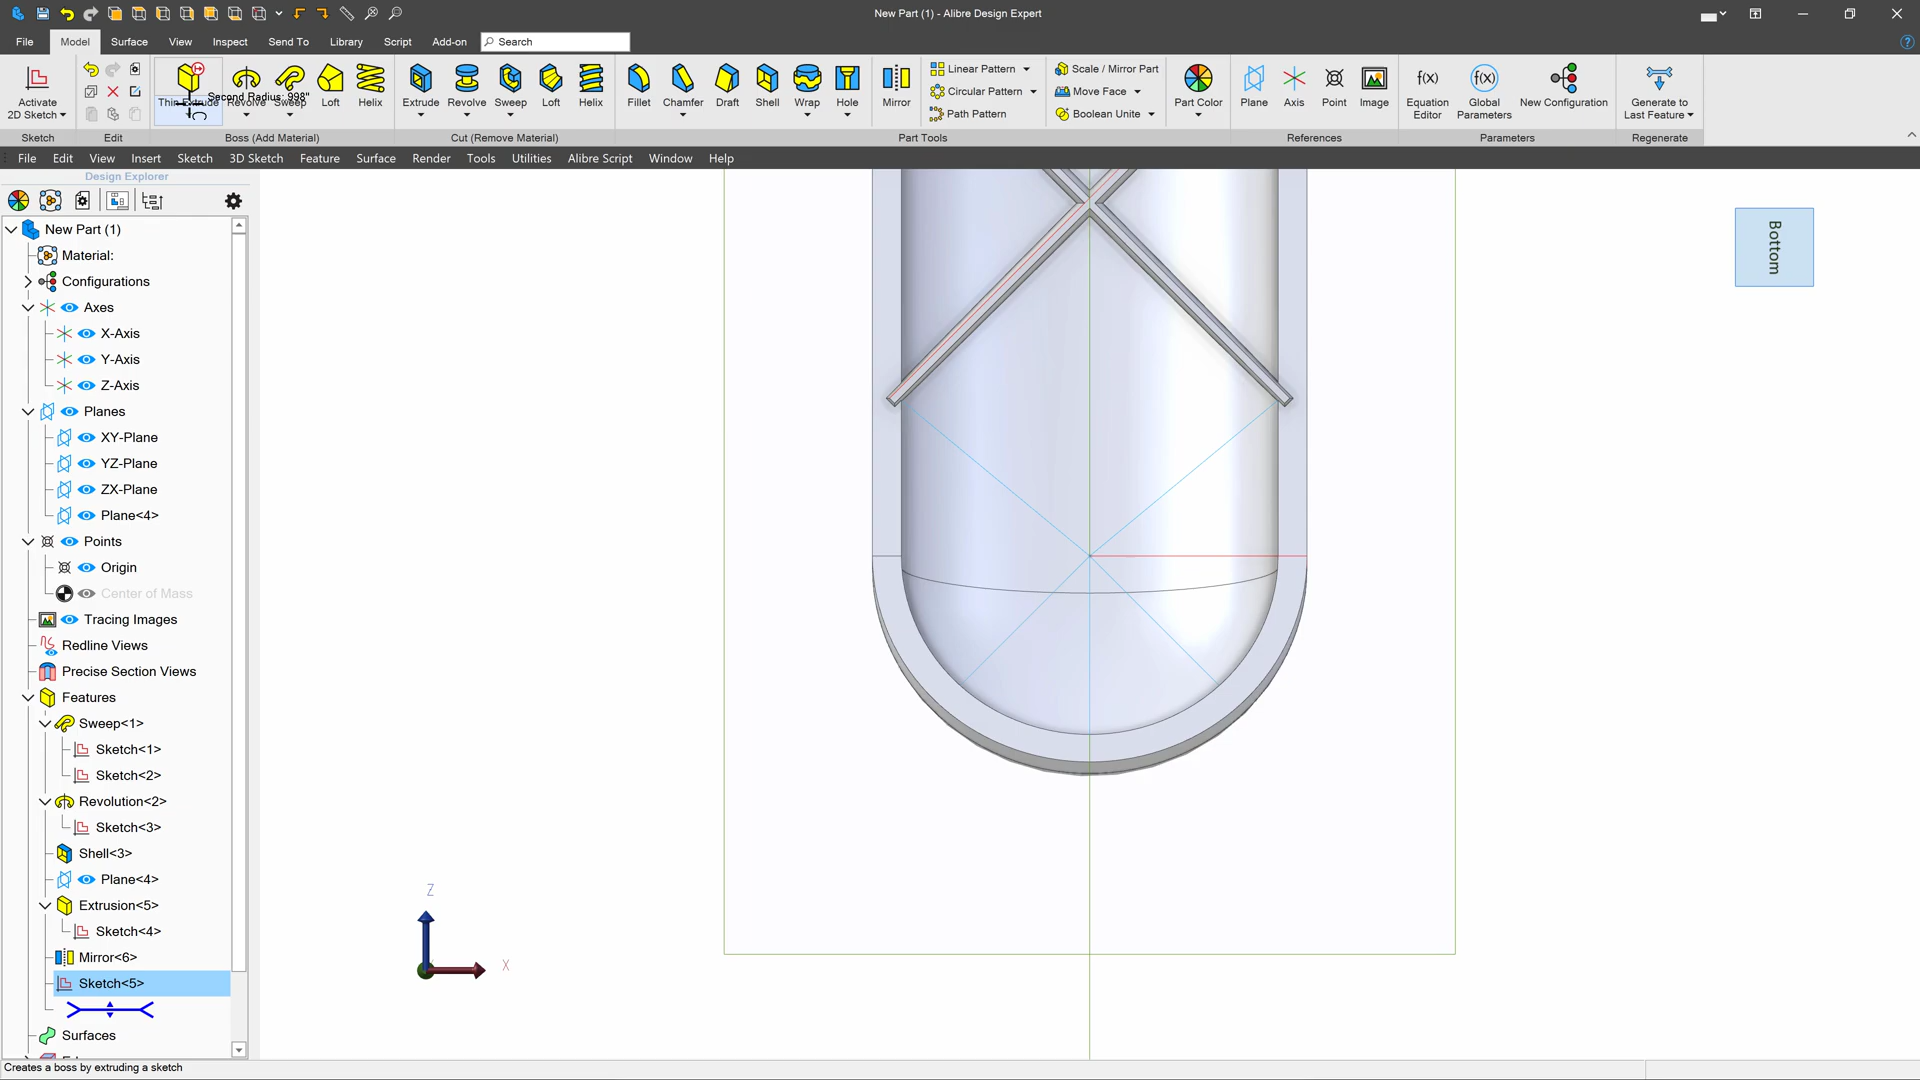 New Part (1) - Alibre Design Expert
File Model Surface View Inspect Send To Library Script Add-on Search
Activate 2D Sketch
Thin Extrude Revolve Sweep Loft Helix
Second Radius: .998"
Extrude Revolve Sweep Loft Helix
Fillet Chamfer Draft Shell Wrap Hole Mirror
Linear Pattern
Circular Pattern
Path Pattern
Scale / Mirror Part
Move Face
Boolean Unite
Part Color
Plane Axis Point Image
Equation Editor
Global Parameters
New Configuration
Generate to Last Feature
Sketch Edit Boss (Add Material) Cut (Remove Material) Part Tools References Parameters Regenerate
File Edit View Insert Sketch 3D Sketch Feature Surface Render Tools Utilities Alibre Script Window Help
Design Explorer
New Part (1)
Material:
Configurations
Axes
X-Axis
Y-Axis
Z-Axis
Planes
XY-Plane
YZ-Plane
ZX-Plane
Plane<4>
Points
Origin
Center of Mass
Tracing Images
Redline Views
Precise Section Views
Features
Sweep<1>
Sketch<1>
Sketch<2>
Revolution<2>
Sketch<3>
Shell<3>
Plane<4>
Extrusion<5>
Sketch<4>
Mirror<6>
Sketch<5>
Surfaces
Bottom
Z
X
Creates a boss by extruding a sketch